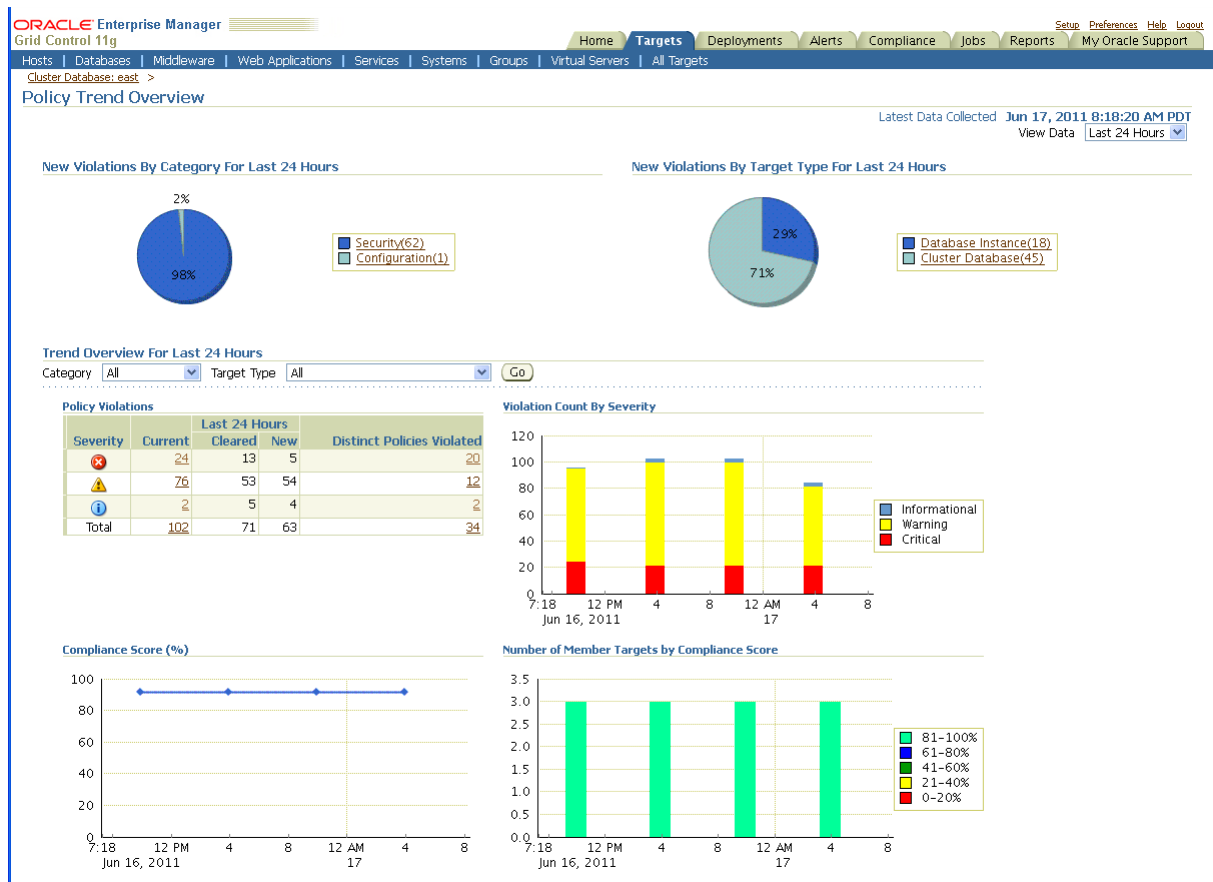 ORACLE Enterprise Manager
Grid Control 11g
Setup Preferences Help Logout
Home Targets Deployments Alerts Compliance Jobs Reports My Oracle Support
Hosts | Databases | Middleware | Web Applications | Services | Systems | Groups | Virtual Servers | All Targets
Cluster Database: east >
Policy Trend Overview
Latest Data Collected Jun 17, 2011 8:18:20 AM PDT
View Data Last 24 Hours
New Violations By Category For Last 24 Hours
2%
98%
Security(62)
Configuration(1)
New Violations By Target Type For Last 24 Hours
29%
71%
Database Instance(18)
Cluster Database(45)
Trend Overview For Last 24 Hours
Category All Target Type All Go
Policy Violations
Last 24 Hours
Severity Current Cleared New Distinct Policies Violated
24 13 5 20
76 53 54 12
2 5 4 2
Total 102 71 63 34
Violation Count By Severity
120
100
80
60
40
20
0
7:18 12 PM 4 8 12 AM 4 8
Jun 16, 2011 17
Informational
Warning
Critical
Compliance Score (%)
100
80
60
40
20
0
7:18 12 PM 4 8 12 AM 4 8
Jun 16, 2011 17
Number of Member Targets by Compliance Score
3.5
3.0
2.5
2.0
1.5
1.0
0.5
0.0
7:18 12 PM 4 8 12 AM 4 8
Jun 16, 2011 17
81-100%
61-80%
41-60%
21-40%
0-20%